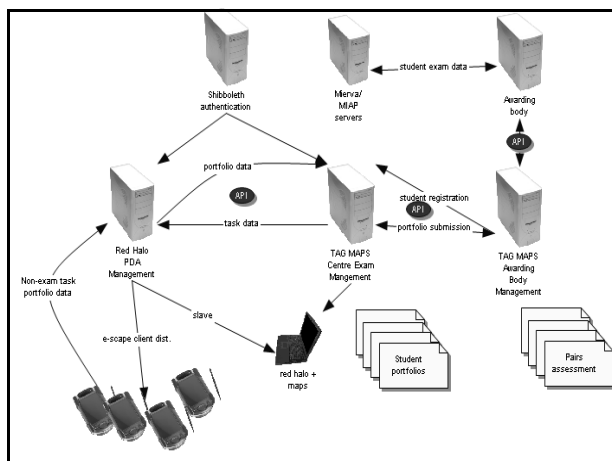 Shibboleth
authentication
Mierva/
MIAP
servers
student exam data
Awarding
body
API
portfolio data
API
task data
student registration
API
portfolio submission
Red Halo
PDA
Management
TAG MAPS
Centre Exam
Mangement
TAG MAPS
Awarding
Body
Management
Non-exam task
portfolio data
slave
e-scape client dist.
red halo +
maps
Student
portfolios
Pairs
assessment